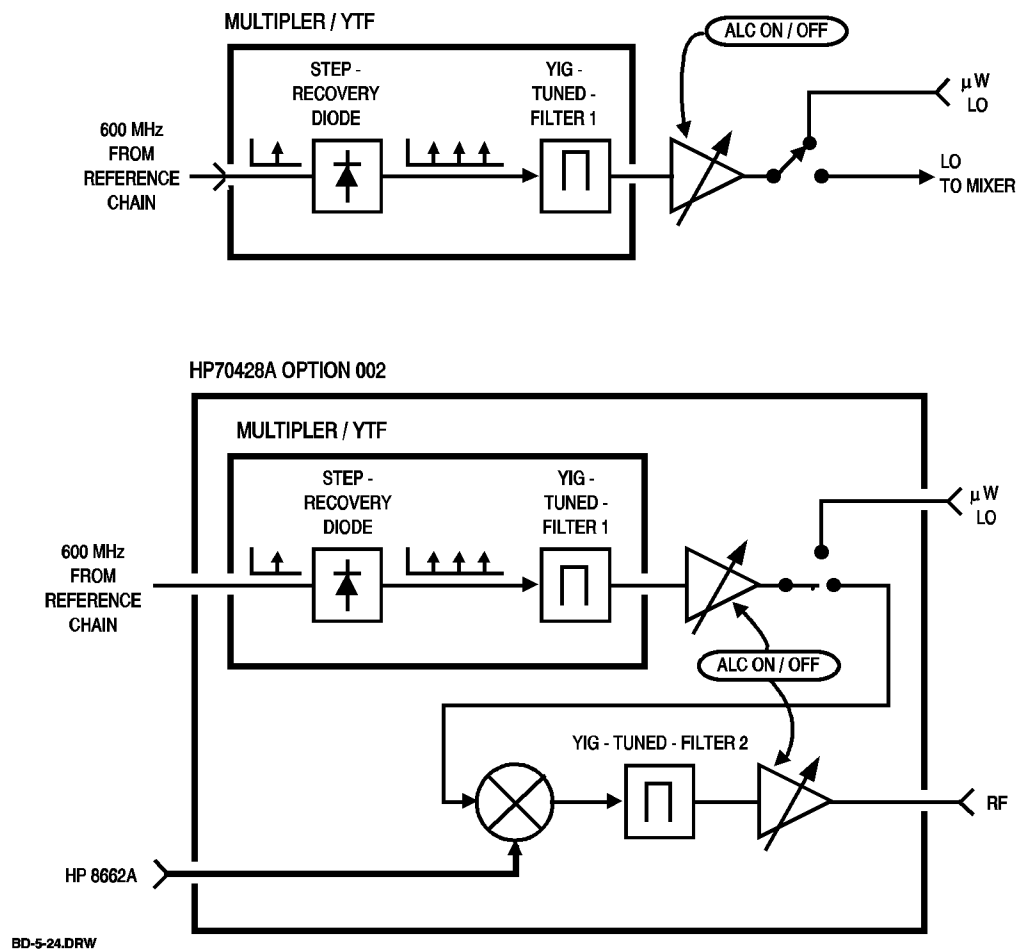 MULTIPLER / YTF
ALC ON / OFF
STEP -
RECOVERY
DIODE
YIG -
TUNED -
FILTER 1
µW
LO
600 MHz
FROM
REFERENCE
CHAIN
LO
TO MIXER
HP70428A OPTION 002
MULTIPLER / YTF
STEP -
RECOVERY
DIODE
YIG -
TUNED -
FILTER 1
µW
LO
600 MHz
FROM
REFERENCE
CHAIN
ALC ON / OFF
YIG - TUNED - FILTER 2
RF
HP 8662A
BD-5-24.DRW